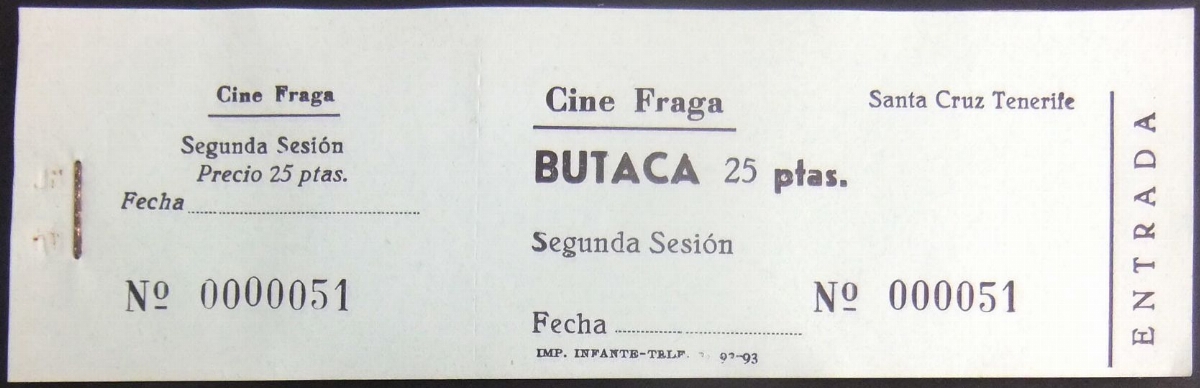 Cine Fraga
Segunda Sesión
Precio 25 ptas.
Fecha
Nº 0000051
Cine Fraga
Santa Cruz Tenerife
BUTACA 25 ptas.
Segunda Sesión
Nº 000051
Fecha
IMP. INFANTE-TELF.
ENTRADA